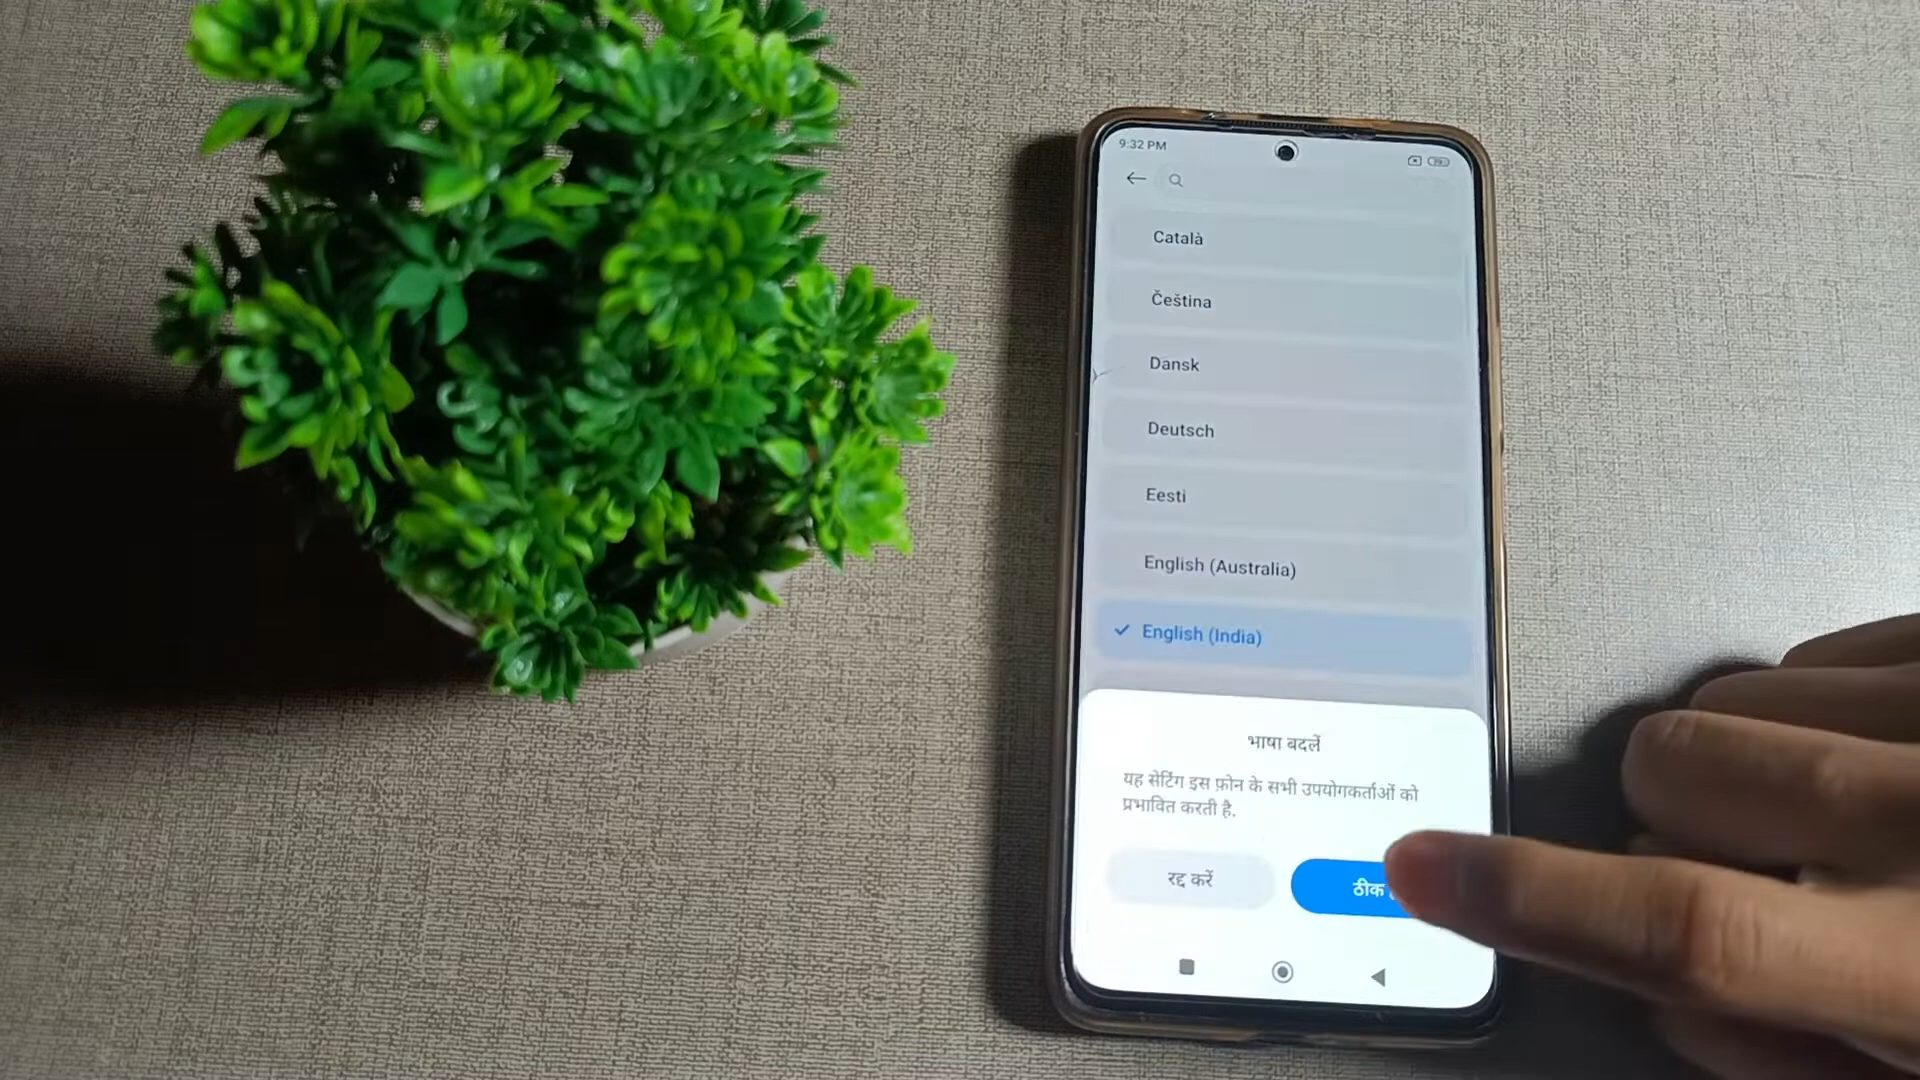 9:32 PM
Català
Čeština
Dansk
Deutsch
Eesti
English (Australia)
English (India)
भाषा बदलें
यह सेटिंग इस फ़ोन के सभी उपयोगकर्ताओं को
प्रभावित करती है.
रद्द करें
ठीक